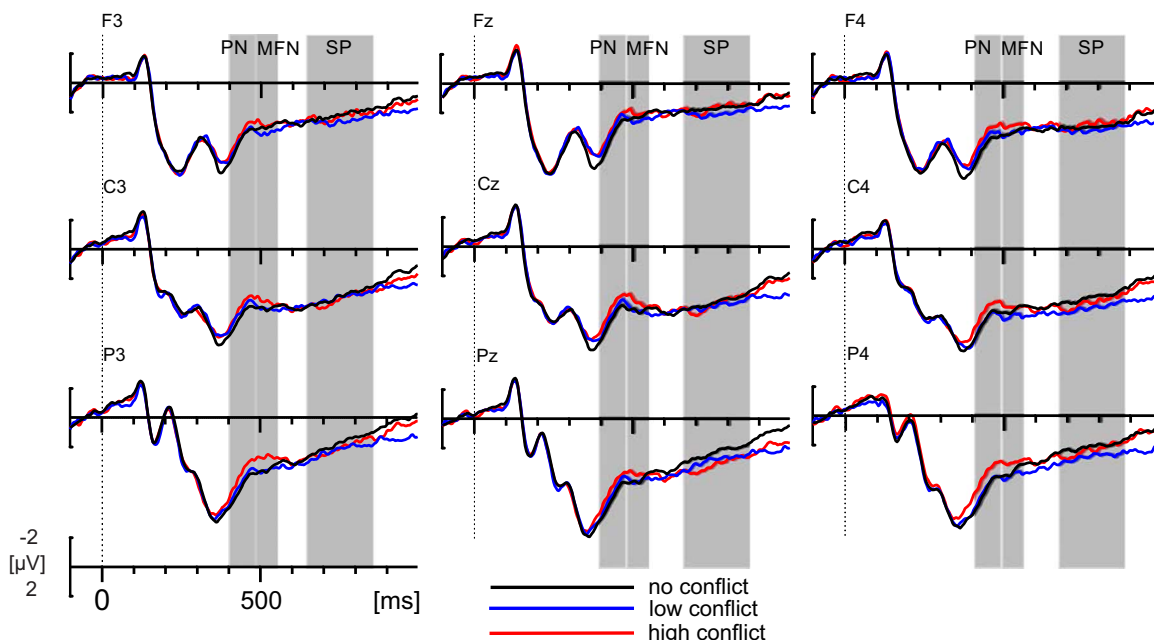 F3 Fz F4
PN MFN SP PN MFN SP PN MFN SP
C3 Cz C4
P3 Pz P4
-2
[µV]
2
0 500 [ms]
no conflict
low conflict
high conflict